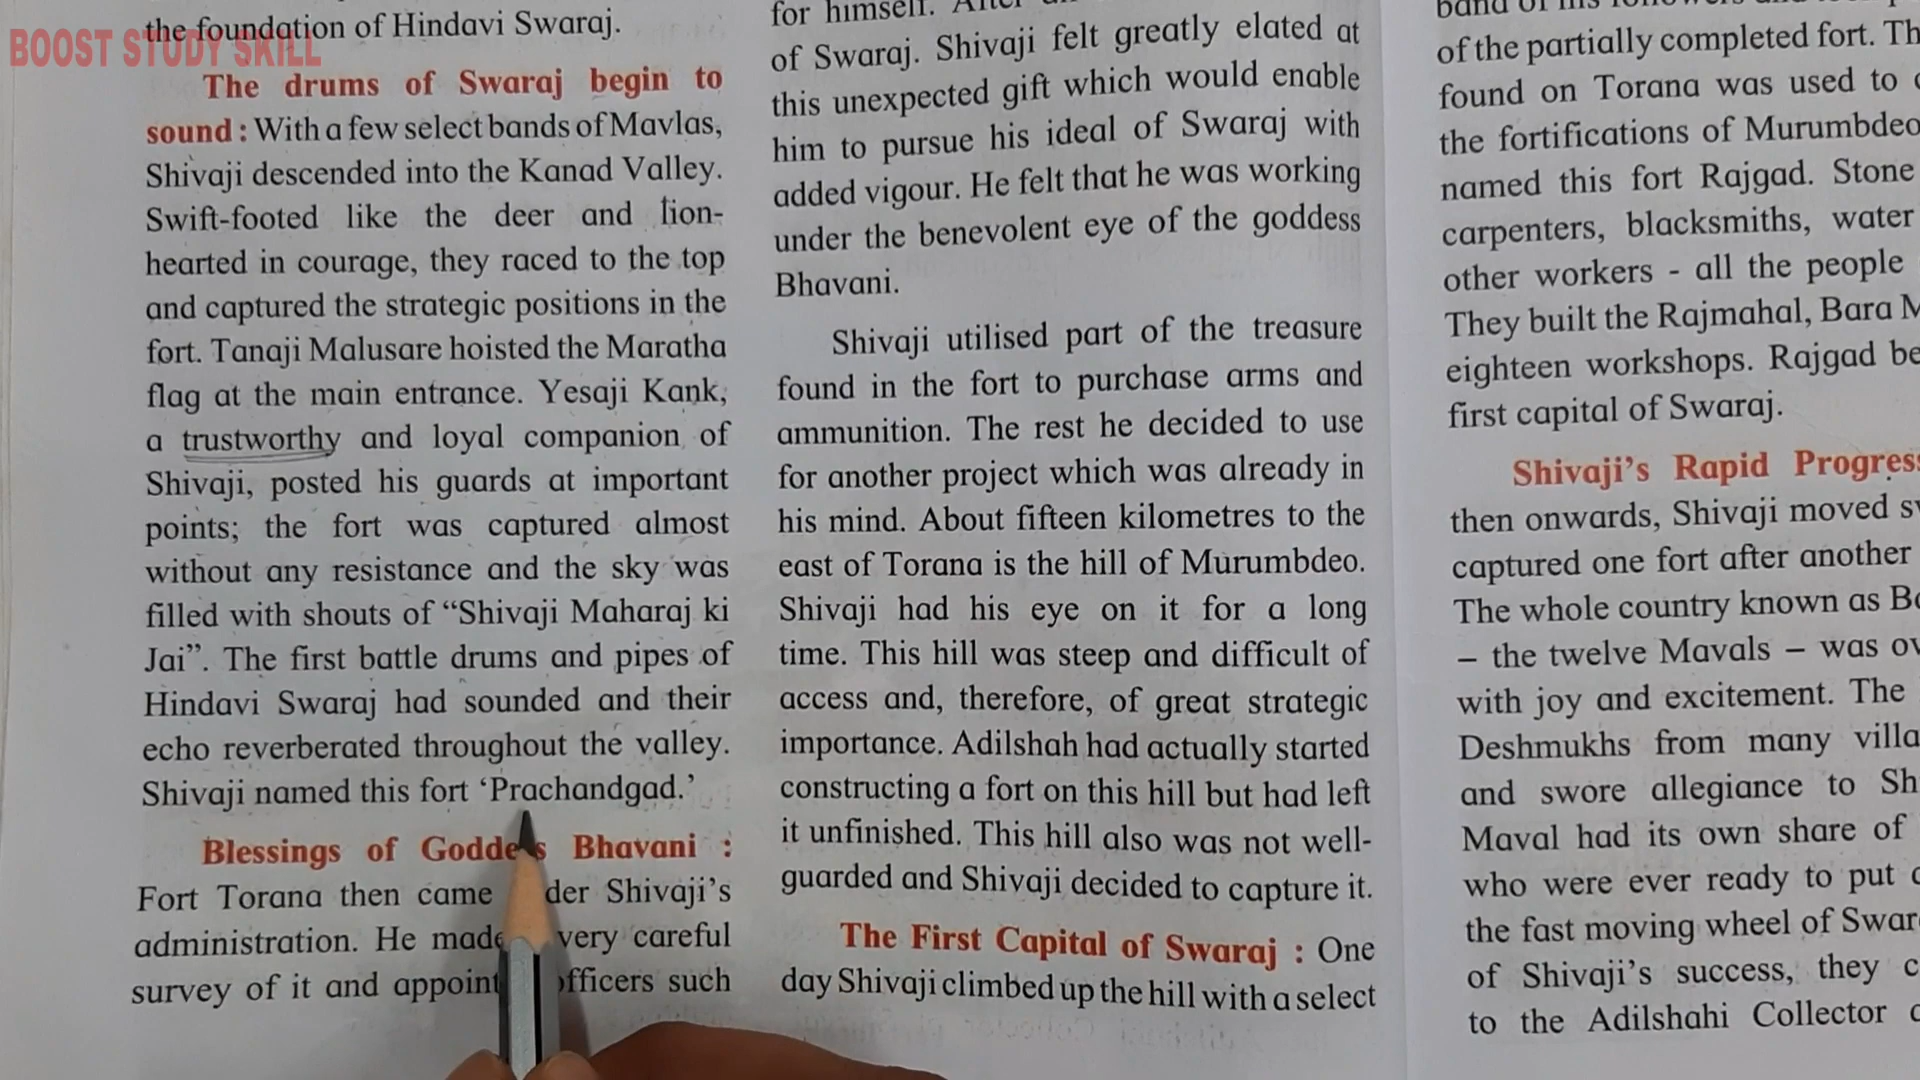 BOOST STUDY SKILL
the foundation of Hindavi Swaraj.
The drums of Swaraj begin to
sound : With a few select bands of Mavlas,
Shivaji descended into the Kanad Valley.
Swift-footed like the deer and lion-
hearted in courage, they raced to the top
and captured the strategic positions in the
fort. Tanaji Malusare hoisted the Maratha
flag at the main entrance. Yesaji Kank,
a trustworthy and loyal companion of
Shivaji, posted his guards at important
points; the fort was captured almost
without any resistance and the sky was
filled with shouts of “Shivaji Maharaj ki
Jai”. The first battle drums and pipes of
Hindavi Swaraj had sounded and their
echo reverberated throughout the valley.
Shivaji named this fort ‘Prachandgad.’
Blessings of Bhavani :
Fort Torana then came Shivaji’s
administration. He very careful
survey of it and such
for himself.
of Swaraj. Shivaji felt greatly elated at
this unexpected gift which would enable
him to pursue his ideal of Swaraj with
added vigour. He felt that he was working
under the benevolent eye of the goddess
Bhavani.
Shivaji utilised part of the treasure
found in the fort to purchase arms and
ammunition. The rest he decided to use
for another project which was already in
his mind. About fifteen kilometres to the
east of Torana is the hill of Murumbdeo.
Shivaji had his eye on it for a long
time. This hill was steep and difficult of
access and, therefore, of great strategic
importance. Adilshah had actually started
constructing a fort on this hill but had left
it unfinished. This hill also was not well-
guarded and Shivaji decided to capture it.
The First Capital of Swaraj : One
day Shivaji climbed up the hill with a select
of the partially completed fort.
found on Torana was used to
the fortifications of Murumbdeo
named this fort Rajgad. Stone
carpenters, blacksmiths, water
other workers - all the people
They built the Rajmahal, Bara
eighteen workshops. Rajgad
first capital of Swaraj.
Shivaji’s Rapid
then onwards, Shivaji moved
captured one fort after another
The whole country known as
– the twelve Mavals – was
with joy and excitement. The
Deshmukhs from many
and swore allegiance to
Maval had its own share of
who were ever ready to put
the fast moving wheel of
of Shivaji’s success, they
to the Adilshahi Collector